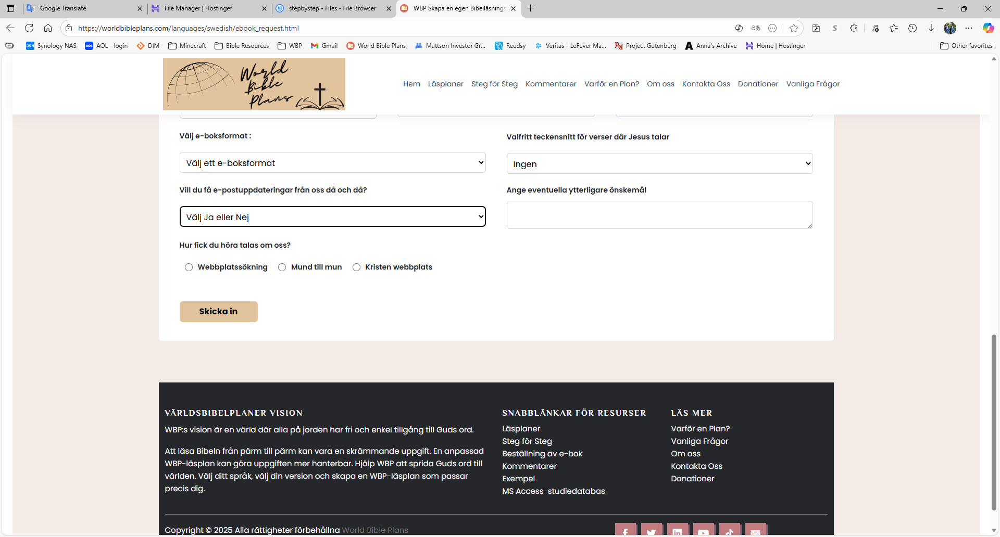 Google Translate
File Manager | Hostinger
stepbystep - Files - File Browser
WBP Skapa en egen Bibelläsnings
https://worldbibleplans.com/languages/swedish/ebook_request.html
Synology NAS
AOL - login
DIM
Minecraft
Bible Resources
WBP
Gmail
World Bible Plans
Mattson Investor Gr...
Reedsy
Veritas - LeFever Ma...
Project Gutenberg
Anna's Archive
Home | Hostinger
Other favorites
World
Bible
Plans
Hem Läsplaner Steg för Steg Kommentarer Varför en Plan? Om oss Kontakta Oss Donationer Vanliga Frågor
Välj e-boksformat :
Välj ett e-boksformat
Valfritt teckensnitt för verser där Jesus talar
Ingen
Vill du få e-postuppdateringar från oss då och då?
Välj Ja eller Nej
Ange eventuella ytterligare önskemål
Hur fick du höra talas om oss?
Webbplatssökning Mund till mun Kristen webbplats
Skicka in
VÄRLDSBIBELPLANER VISION
WBP:s vision är en värld där alla på jorden har fri och enkel tillgång till Guds ord.
Att läsa Bibeln från pärm till pärm kan vara en skrämmande uppgift. En anpassad
WBP-läsplan kan göra uppgiften mer hanterbar. Hjälp WBP att sprida Guds ord till
världen. Välj ditt språk, välj din version och skapa en WBP-läsplan som passar
precis dig.
SNABBLÄNKAR FÖR RESURSER
Läsplaner
Steg för Steg
Beställning av e-bok
Kommentarer
Exempel
MS Access-studiedatabas
LÄS MER
Varför en Plan?
Vanliga Frågor
Om oss
Kontakta Oss
Donationer
Copyright © 2025 Alla rättigheter förbehållna World Bible Plans